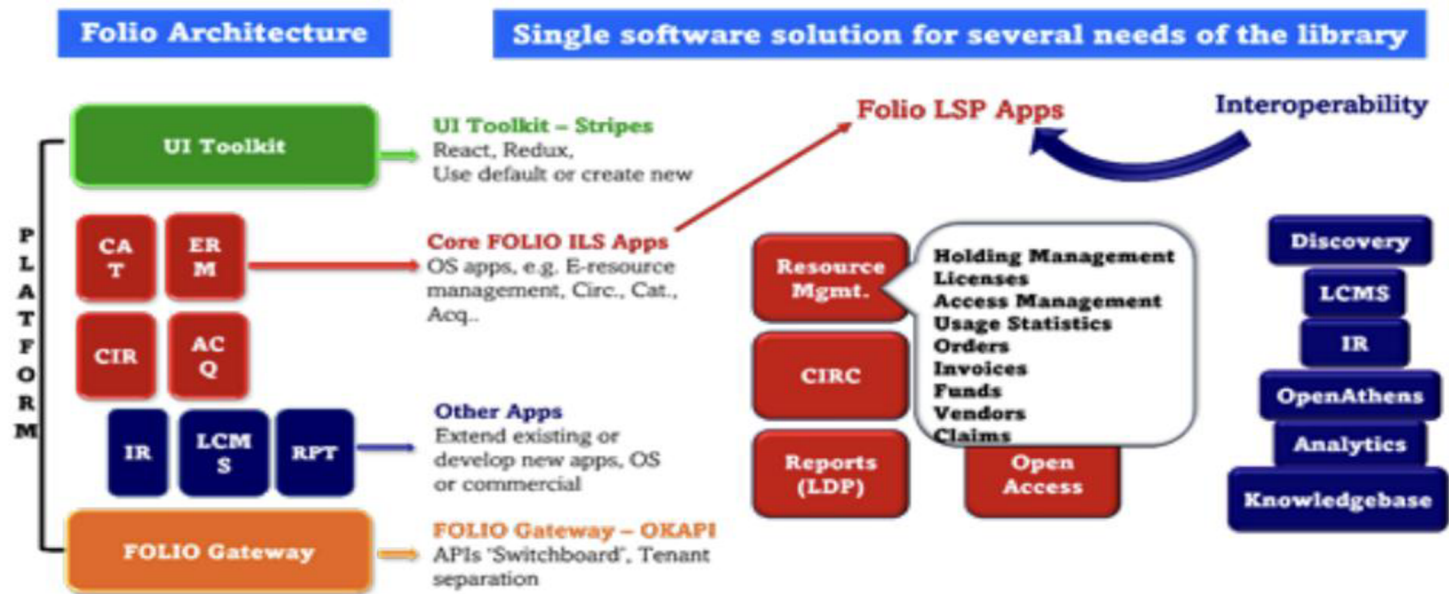 Folio Architecture
Single software solution for several needs of the library
UI Toolkit
UI Toolkit – Stripes
React, Redux,
Use default or create new
PLATFORM
CA
T
ER
M
CIR
AC
Q
Core FOLIO ILS Apps
OS apps, e.g. E-resource
management, Circ., Cat.,
Acq..
IR
LCM
S
RPT
Other Apps
Extend existing or
develop new apps, OS
or commercial
FOLIO Gateway
FOLIO Gateway – OKAPI
APIs 'Switchboard', Tenant
separation
Folio LSP Apps
Interoperability
Resource
Mgmt.
CIRC
Reports
(LDP)
Holding Management
Licenses
Access Management
Usage Statistics
Orders
Invoices
Funds
Vendors
Claims
Open
Access
Discovery
LCMS
IR
OpenAthens
Analytics
Knowledgebase